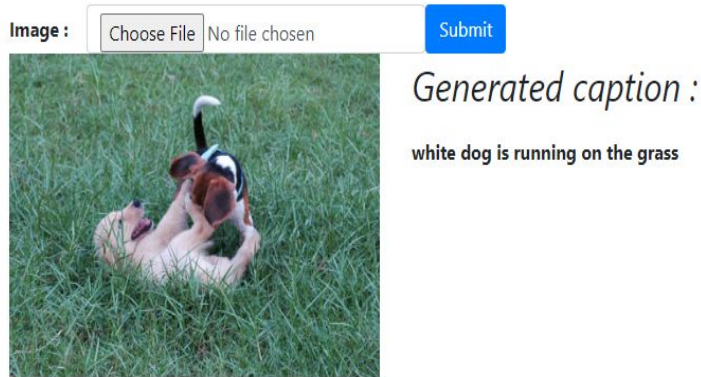 Image :
Choose File No file chosen
Submit
Generated caption :
white dog is running on the grass